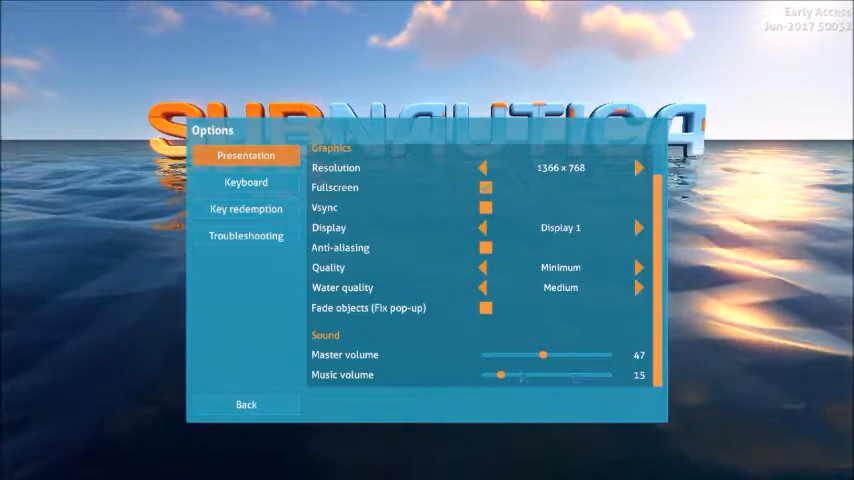 Early Access
Jun-2017 50032
SUBNAUTICA
Options
Presentation
Keyboard
Key redemption
Troubleshooting
Back
Graphics
Resolution 1366 x 768
Fullscreen
Vsync
Display Display 1
Anti-aliasing
Quality Minimum
Water quality Medium
Fade objects (Fix pop-up)
Sound
Master volume 47
Music volume 15